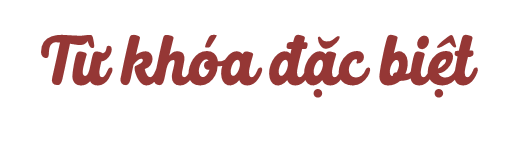 Từ khóa đặc biệt